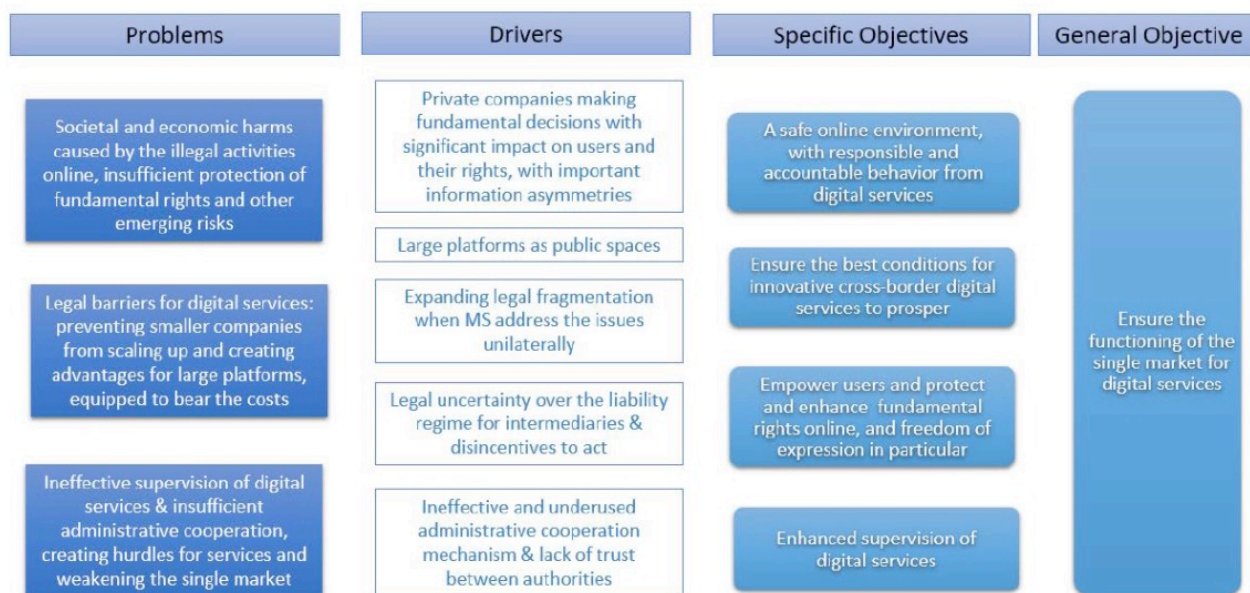 Problems
Societal and economic harms
caused by the illegal activities
online, insufficient protection of
fundamental rights and other
emerging risks
Legal barriers for digital services:
preventing smaller companies
from scaling up and creating
advantages for large platforms,
equipped to bear the costs
Ineffective supervision of digital
services & insufficient
administrative cooperation,
creating hurdles for services and
weakening the single market
Drivers
Private companies making
fundamental decisions with
significant impact on users and
their rights, with important
information asymmetries
Large platforms as public spaces
Expanding legal fragmentation
when MS address the issues
unilaterally
Legal uncertainty over the liability
regime for intermediaries &
disincentives to act
Ineffective and underused
administrative cooperation
mechanism & lack of trust
between authorities
Specific Objectives
A safe online environment,
with responsible and
accountable behavior from
digital services
Ensure the best conditions for
innovative cross-border digital
services to prosper
Empower users and protect
and enhance fundamental
rights online, and freedom of
expression in particular
Enhanced supervision of
digital services
General Objective
Ensure the
functioning of the
single market for
digital services